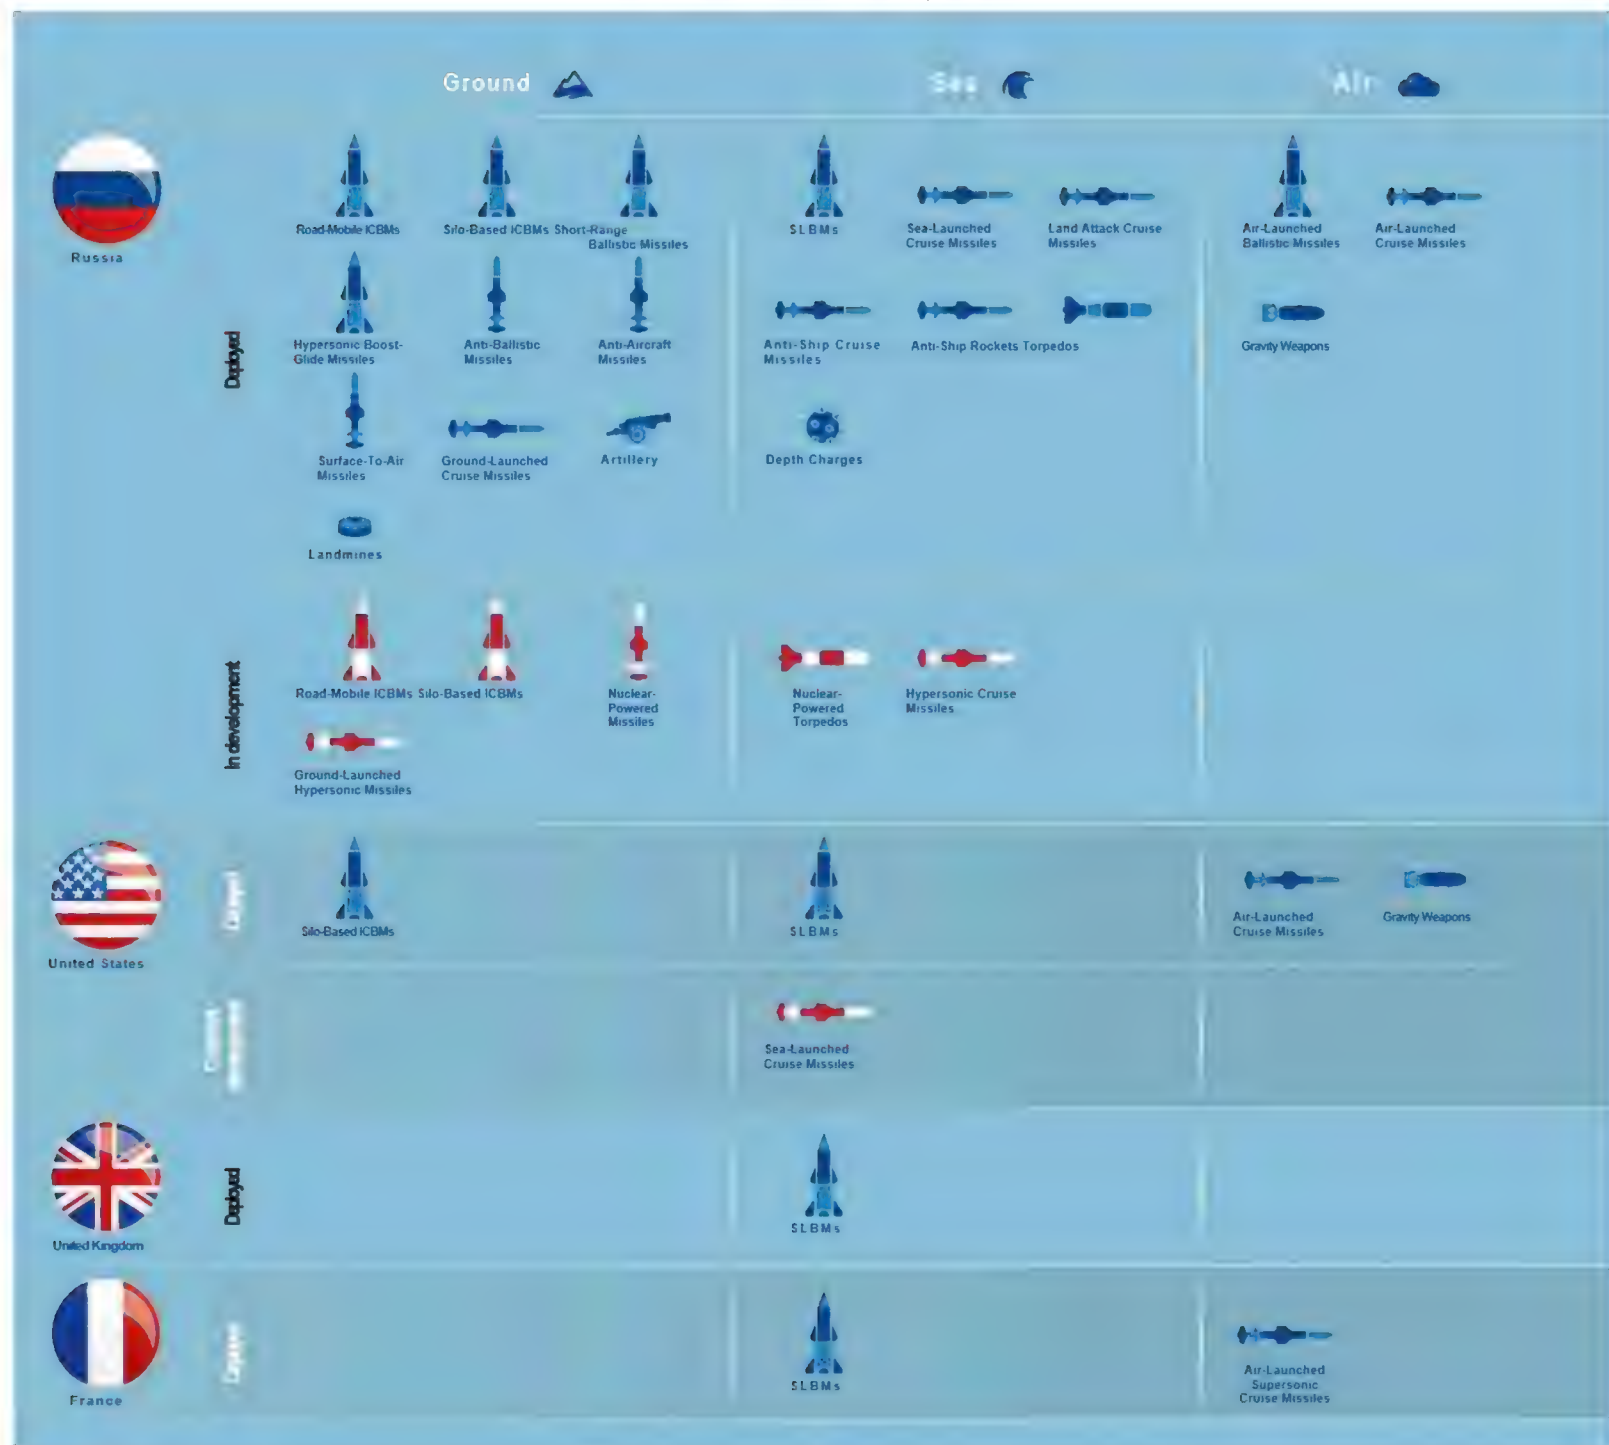 Ground
Sea
Air
Russia
Deployed
Road-Mobile ICBMs
Silo-Based ICBMs
Short-Range
Ballistic Missiles
SLBMs
Sea-Launched
Cruise Missiles
Land Attack Cruise
Missiles
Air-Launched
Ballistic Missiles
Air-Launched
Cruise Missiles
Hypersonic Boost-
Glide Missiles
Anti-Ballistic
Missiles
Anti-Aircraft
Missiles
Anti-Ship Cruise
Missiles
Anti-Ship Rockets
Torpedos
Gravity Weapons
Surface-To-Air
Missiles
Ground-Launched
Cruise Missiles
Artillery
Depth Charges
Landmines
In development
Road-Mobile ICBMs
Silo-Based ICBMs
Nuclear-
Powered
Missiles
Nuclear-
Powered
Torpedos
Hypersonic Cruise
Missiles
Ground-Launched
Hypersonic Missiles
United States
Silo-Based ICBMs
SLBMs
Air-Launched
Cruise Missiles
Gravity Weapons
Sea-Launched
Cruise Missiles
United Kingdom
Deployed
SLBMs
France
SLBMs
Air-Launched
Supersonic
Cruise Missiles